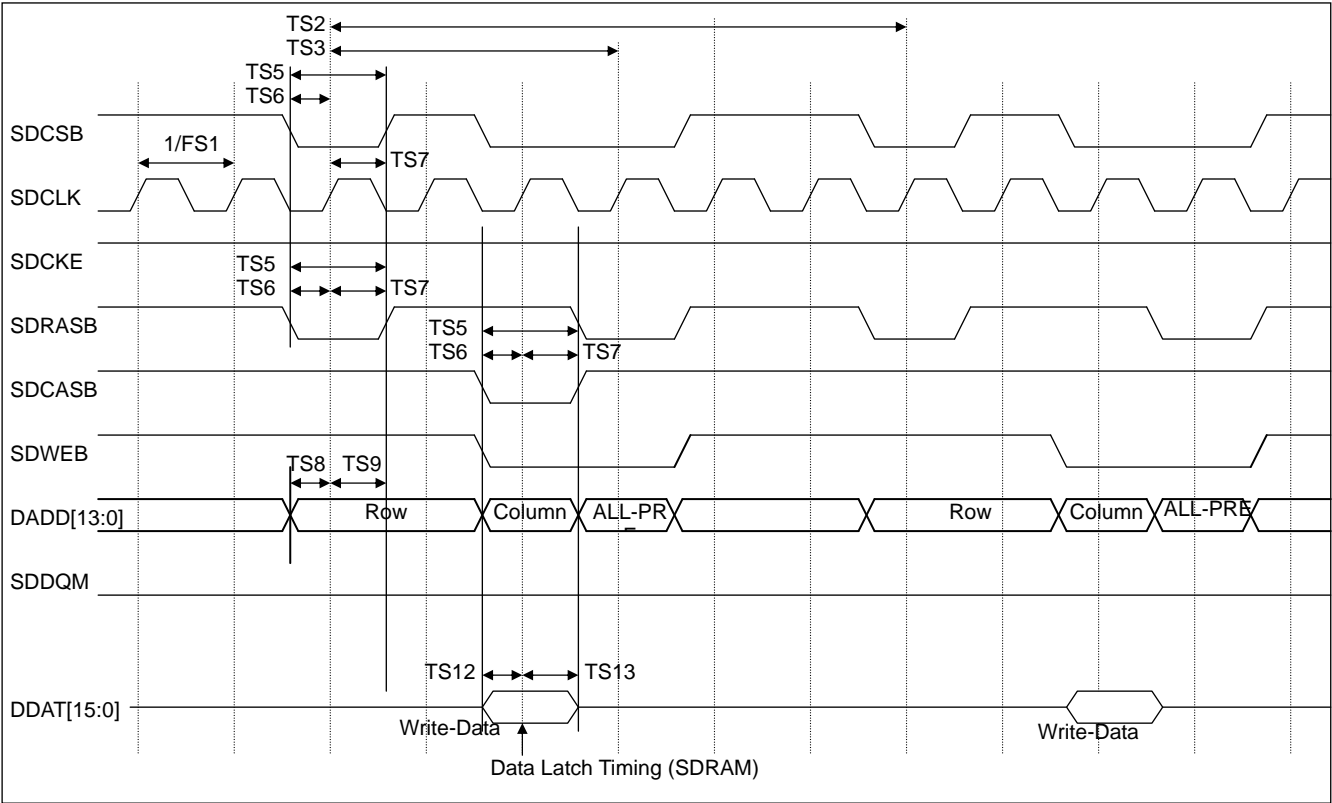 TS2
TS3
TS5
TS6
SDCSB
1/FS1
TS7
SDCLK
SDCKE
TS5
TS6
TS7
SDRASB
TS5
TS6
TS7
SDCASB
SDWEB
TS8
TS9
DADD[13:0]
Row
Column
ALL-PR
E
Row
Column
ALL-PRE
SDDQM
TS12
TS13
DDAT[15:0]
Write-Data
Write-Data
Data Latch Timing (SDRAM)